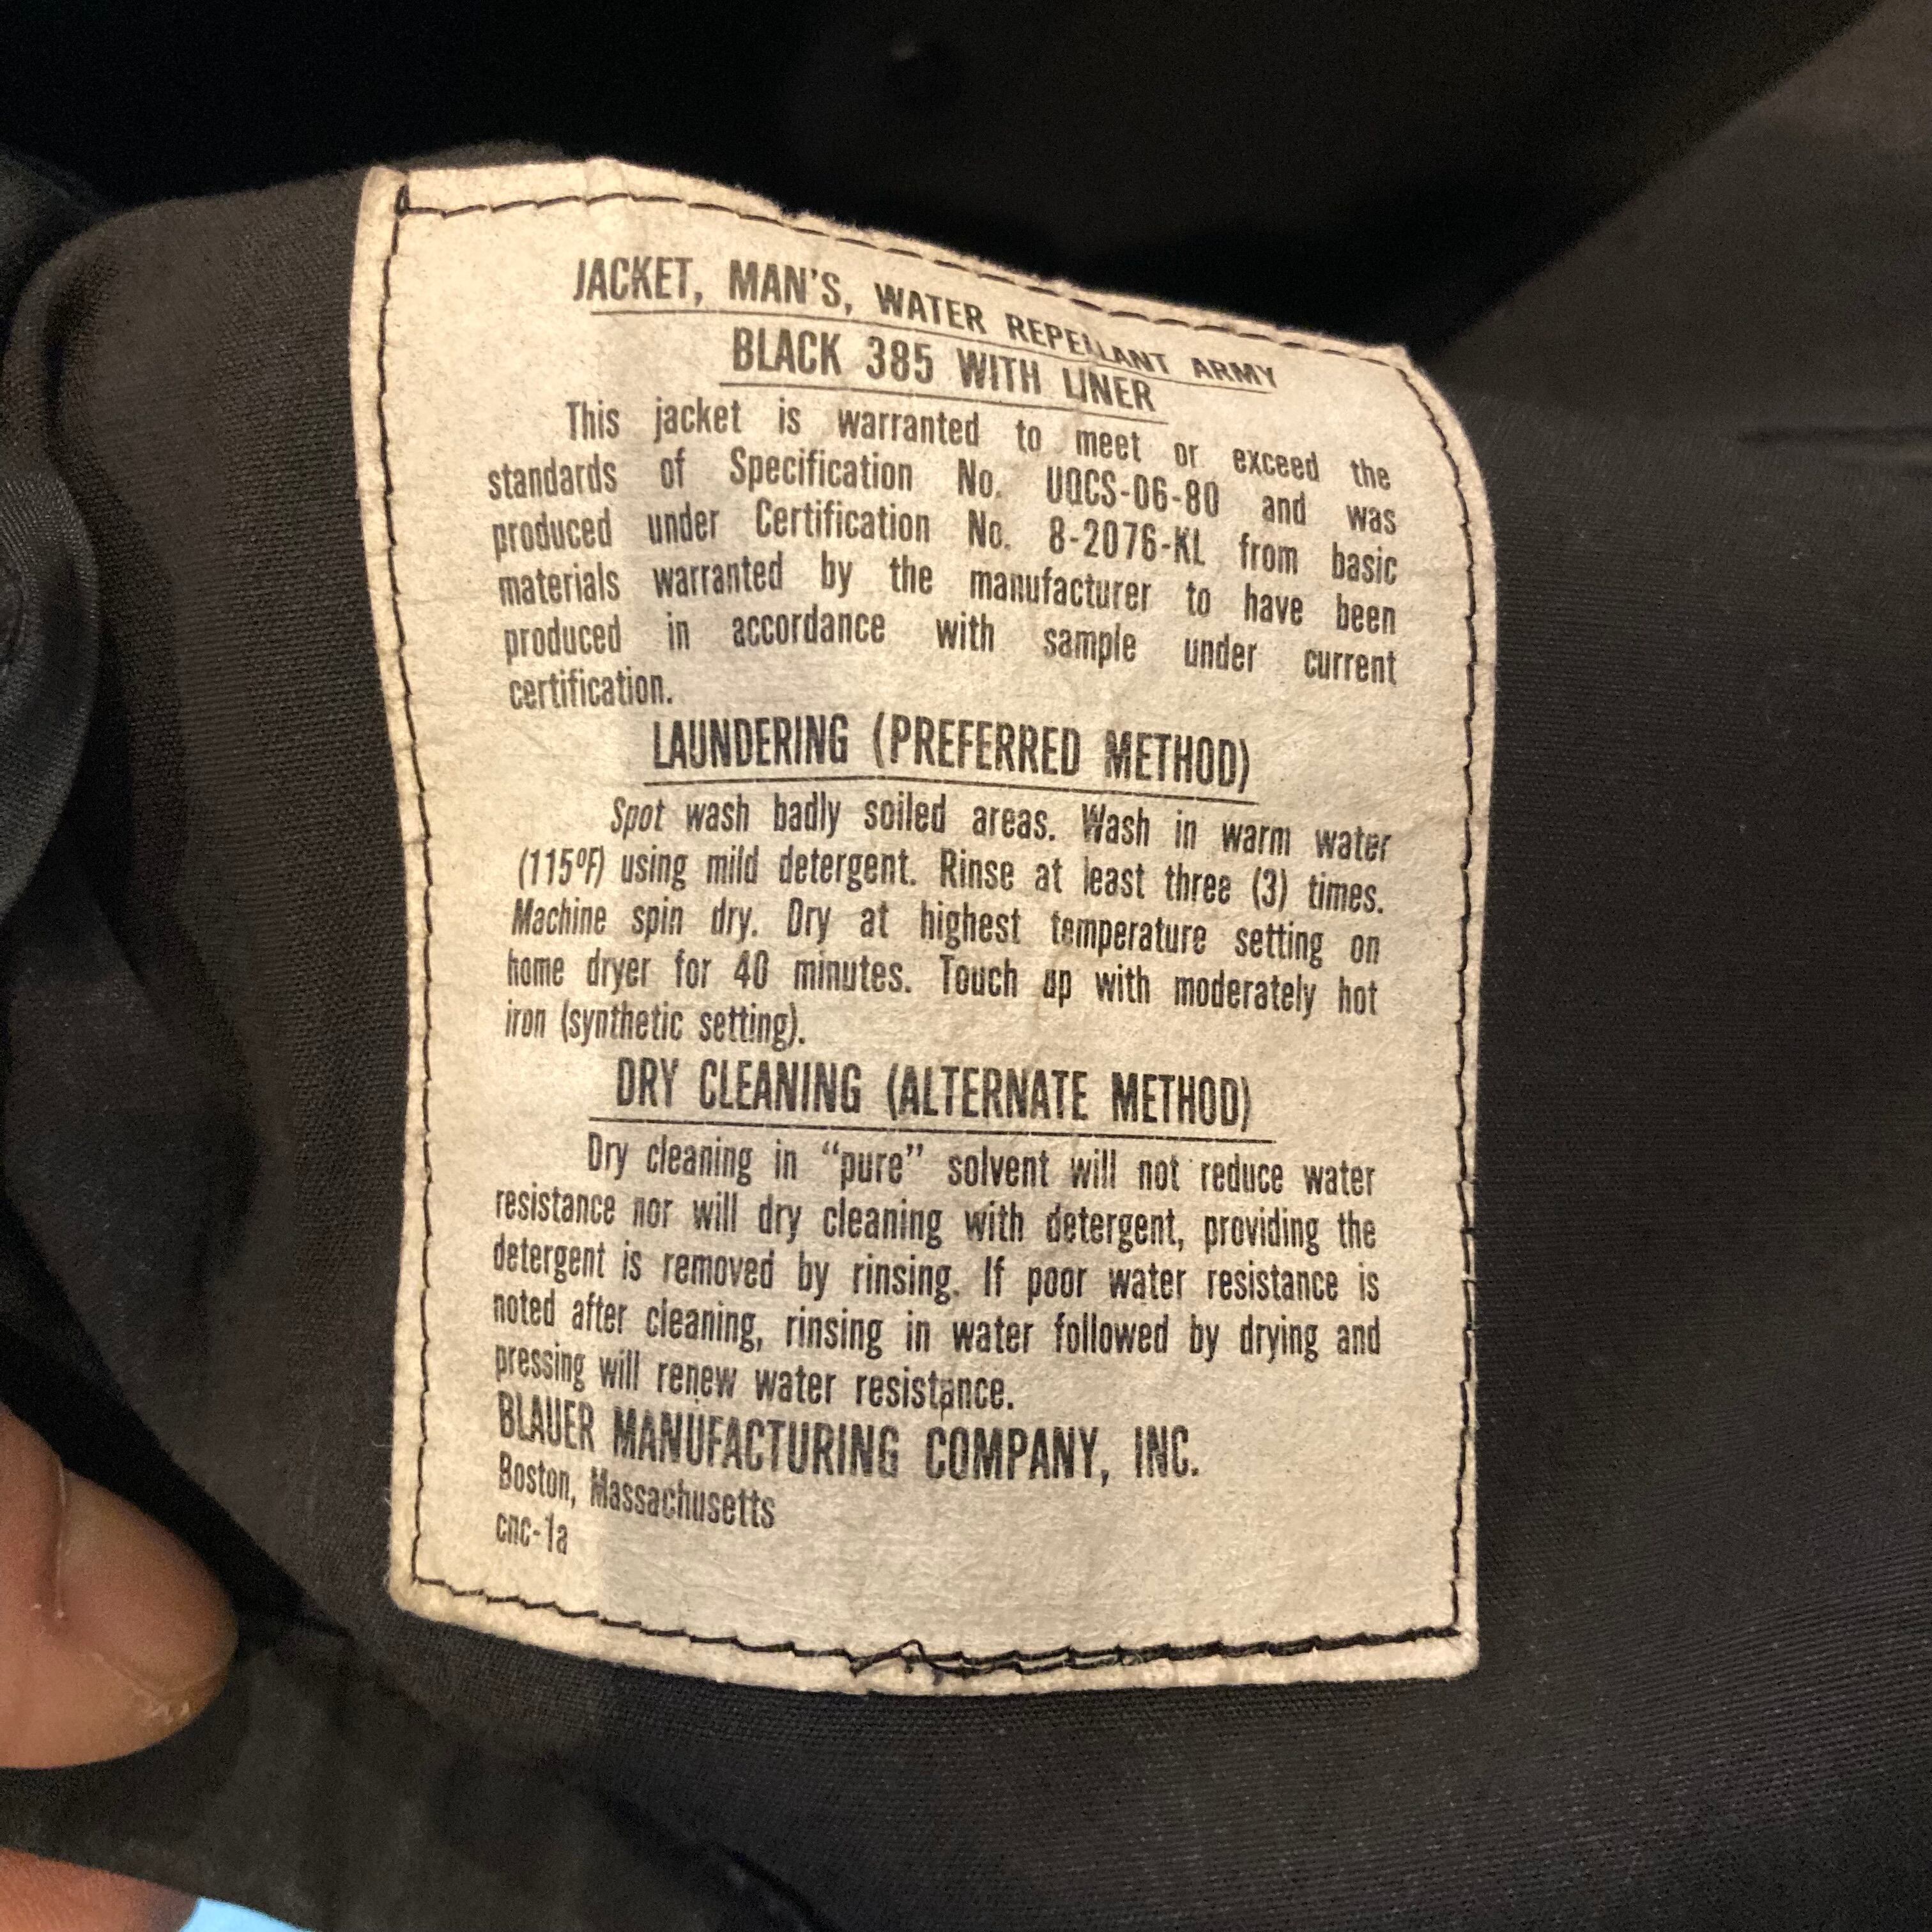 JACKET, MAN'S, WATER REPELLANT ARMY
BLACK 385 WITH LINER
This jacket is warranted to meet or exceed the
standards of Specification No. UQCS-06-80 and was
produced under Certification No. 8-2076-KL from basic
materials warranted by the manufacturer to have been
produced in accordance with sample under current
certification.
LAUNDERING (PREFERRED METHOD)
Spot wash badly soiled areas. Wash in warm water
(115ºF) using mild detergent. Rinse at least three (3) times.
Machine spin dry. Dry at highest temperature setting on
home dryer for 40 minutes. Touch up with moderately hot
iron (synthetic setting).
DRY CLEANING (ALTERNATE METHOD)
Dry cleaning in “pure” solvent will not reduce water
resistance nor will dry cleaning with detergent, providing the
detergent is removed by rinsing. If poor water resistance is
noted after cleaning, rinsing in water followed by drying and
pressing will renew water resistance.
BLAUER MANUFACTURING COMPANY, INC.
Boston, Massachusetts
cnc-1a